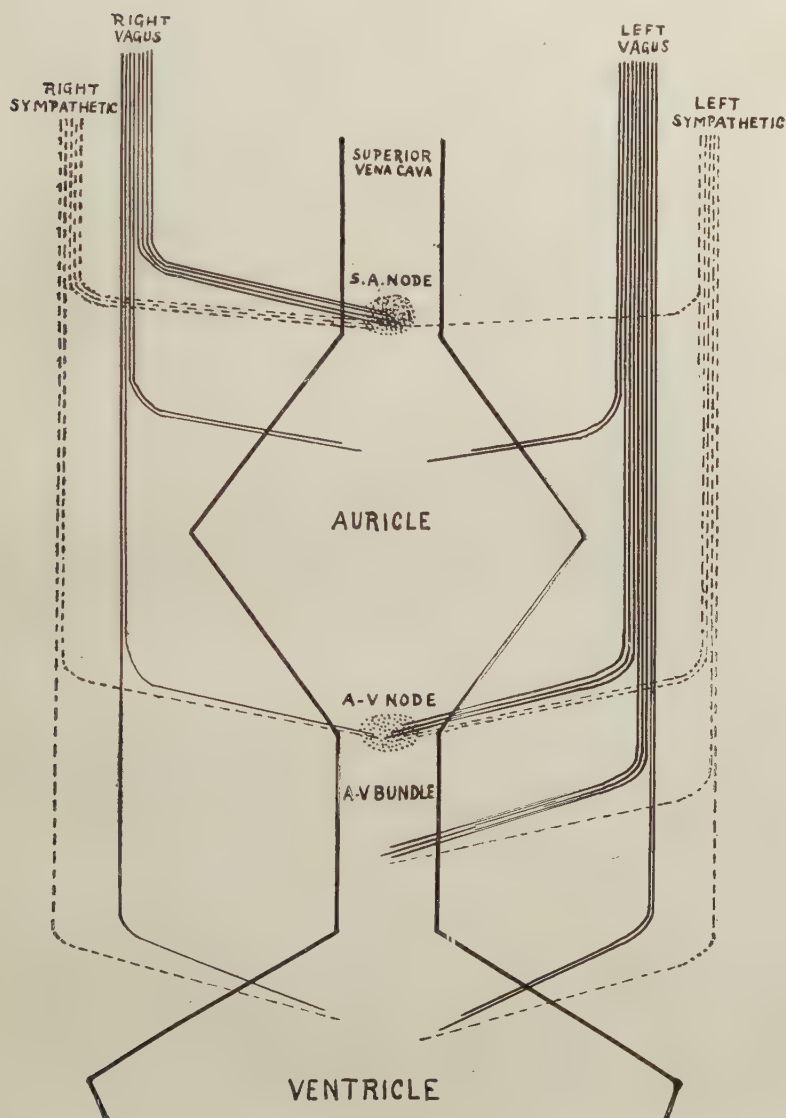 RIGHT
VAGUS
LEFT
VAGUS
RIGHT
SYMPATHETIC
LEFT
SYMPATHETIC
SUPERIOR
VENA CAVA
S.A. NODE
AURICLE
A-V NODE
A-V BUNDLE
VENTRICLE